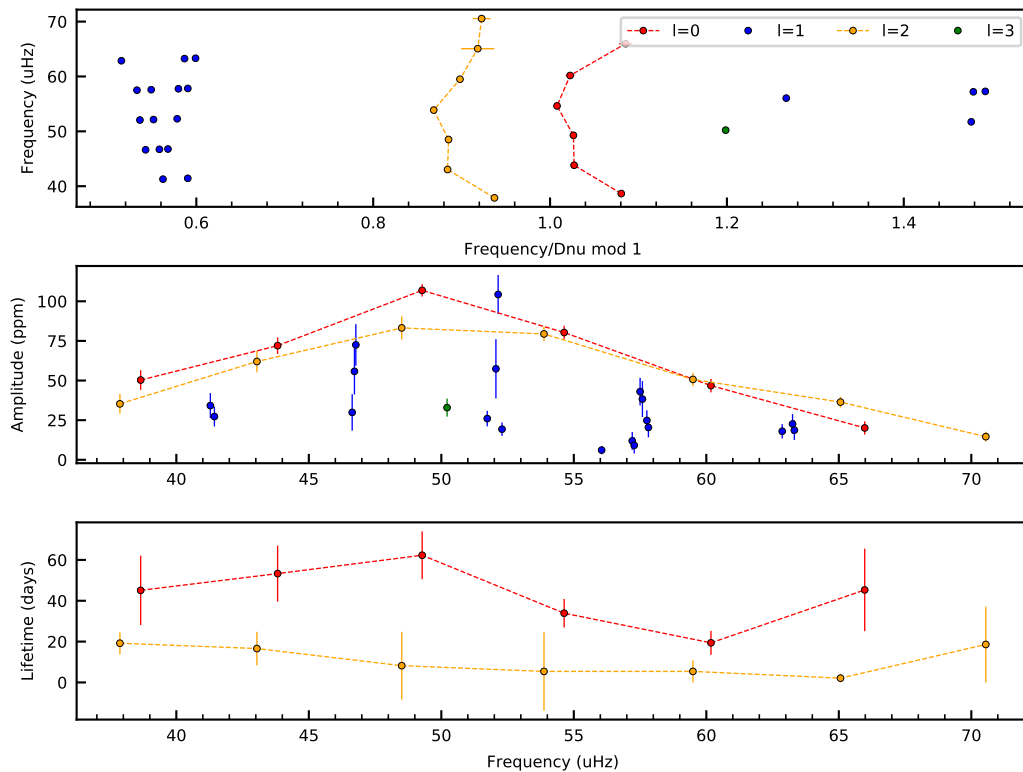 70
60
50
40
Frequency (uHz)
l=0 l=1 l=2 l=3
0.6 0.8 1.0 1.2 1.4
Frequency/Dnu mod 1
100
75
50
25
0
Amplitude (ppm)
40 45 50 55 60 65 70
60
40
20
0
Lifetime (days)
40 45 50 55 60 65 70
Frequency (uHz)